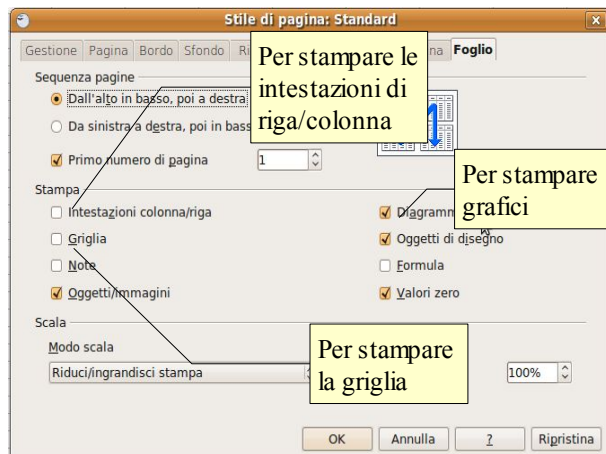 Stile di pagina: Standard
Gestione Pagina Bordo Sfondo Foglio
Per stampare le
intestazioni di
riga/colonna
Sequenza pagine
Dall'alto in basso, poi a destra
Da sinistra a destra, poi in bass
Primo numero di pagina 1
Per stampare
grafici
Stampa
Intestazioni colonna/riga Diagramm
Griglia Oggetti di disegno
Note Formula
Oggetti/immagini Valori zero
Scala
Modo scala
Per stampare
la griglia
Riduci/ingrandisci stampa 100%
OK Annulla ? Ripristina